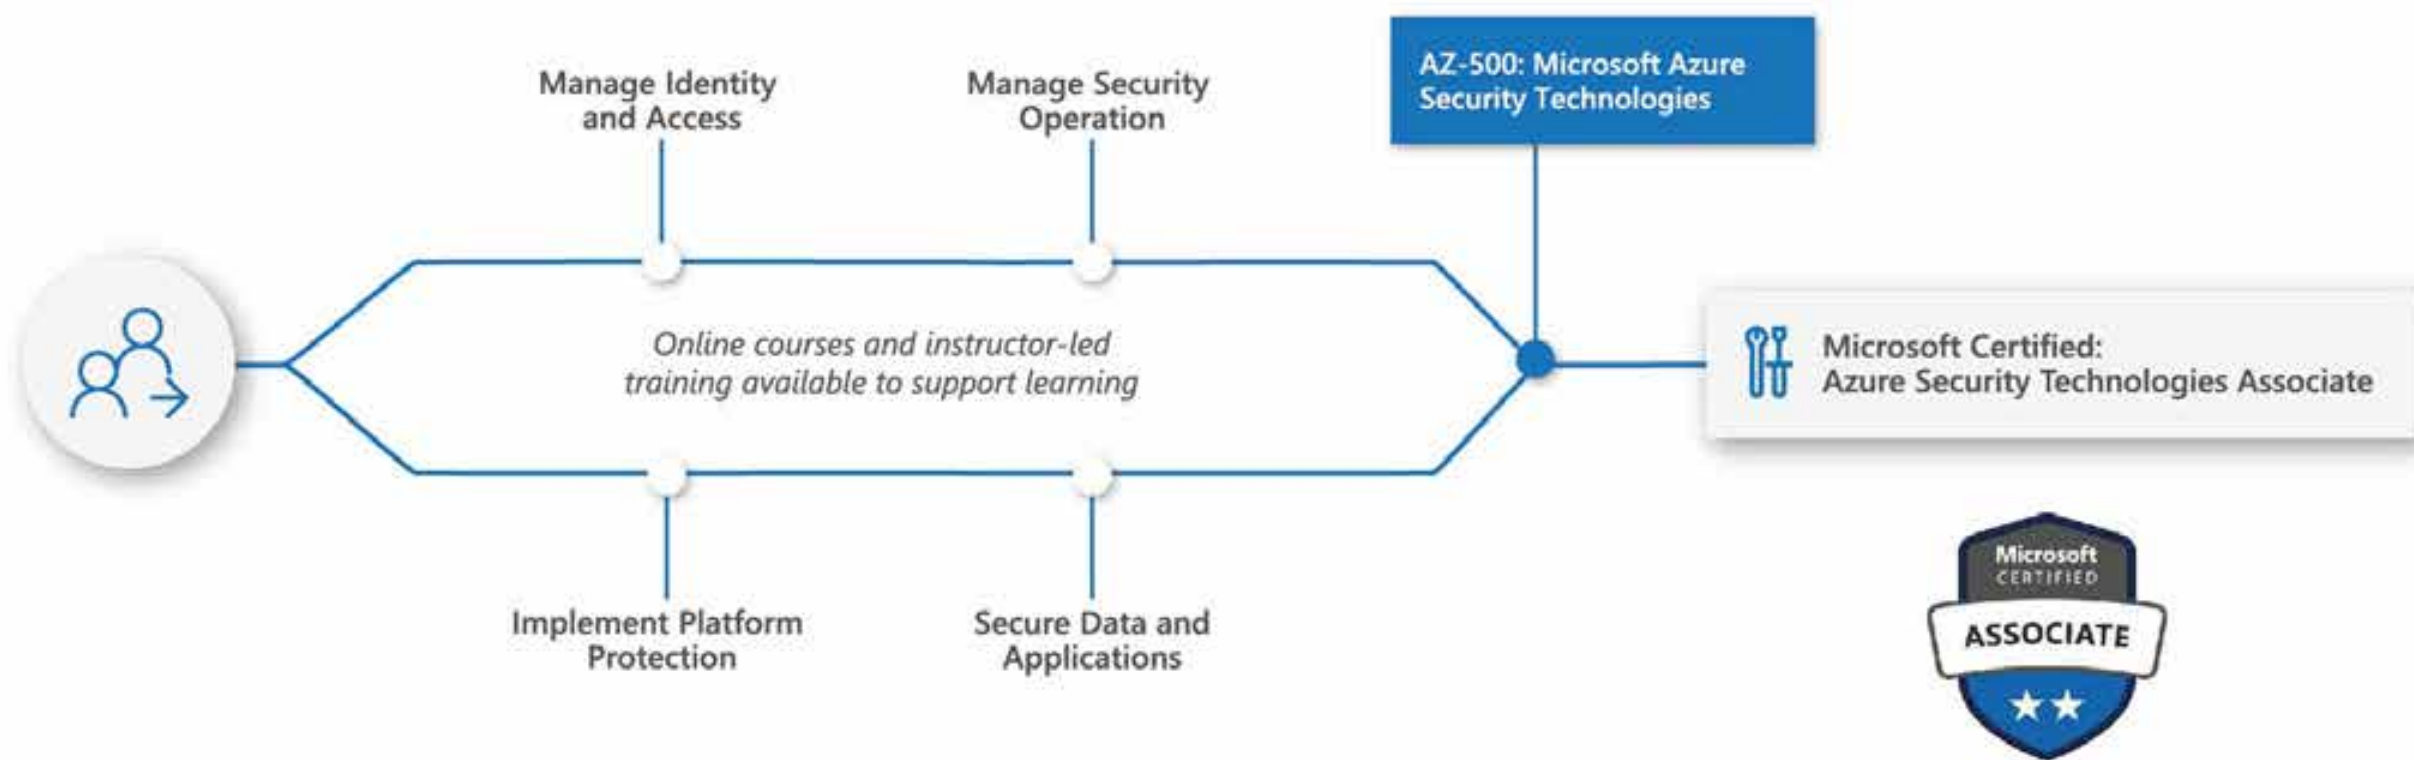 Manage Identity
and Access
Manage Security
Operation
AZ-500: Microsoft Azure
Security Technologies
Online courses and instructor-led
training available to support learning
Microsoft Certified:
Azure Security Technologies Associate
Implement Platform
Protection
Secure Data and
Applications
Microsoft
CERTIFIED
ASSOCIATE